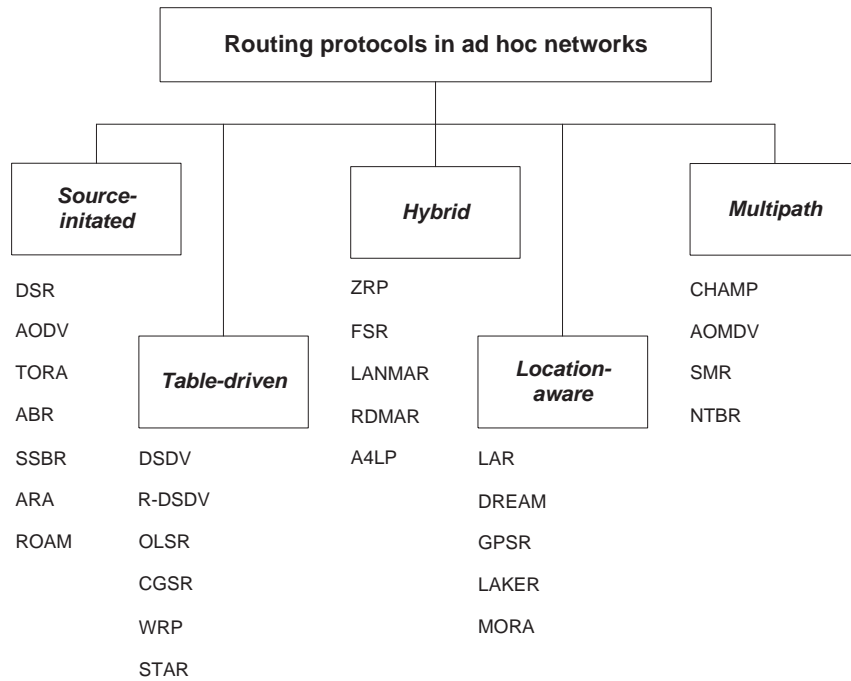 Routing protocols in ad hoc networks
Source-
initated
DSR
AODV
TORA
ABR
SSBR
ARA
ROAM
Table-driven
DSDV
R-DSDV
OLSR
CGSR
WRP
STAR
Hybrid
ZRP
FSR
LANMAR
RDMAR
A4LP
Location-
aware
LAR
DREAM
GPSR
LAKER
MORA
Multipath
CHAMP
AOMDV
SMR
NTBR